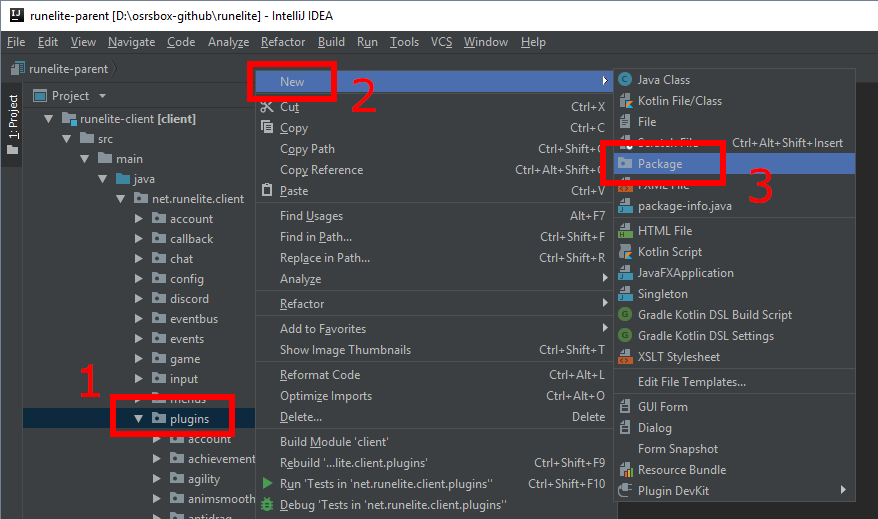 runelite-parent [D:\osrsbox-github\runelite] - IntelliJ IDEA
File Edit View Navigate Code Analyze Refactor Build Run Tools VCS Window Help
runelite-parent
1: Project
Project
runelite-client [client]
src
main
java
net.runelite.client
account
callback
chat
config
discord
eventbus
events
game
input
menus
1
plugins
account
achievement
agility
animsmooth
antidrag
New
2
Cut Ctrl+X
Copy Ctrl+C
Copy Path Ctrl+Shift+C
Copy Reference Ctrl+Alt+Shift+C
Paste Ctrl+V
Find Usages Alt+F7
Find in Path... Ctrl+Shift+F
Replace in Path... Ctrl+Shift+R
Analyze
Refactor
Add to Favorites
Show Image Thumbnails Ctrl+Shift+T
Reformat Code Ctrl+Alt+L
Optimize Imports Ctrl+Alt+O
Delete... Delete
Build Module 'client'
Rebuild '...lite.client.plugins' Ctrl+Shift+F9
Run 'Tests in 'net.runelite.client.plugins'' Ctrl+Shift+F10
Debug 'Tests in 'net.runelite.client.plugins''
Java Class
Kotlin File/Class
File
Scratch File Ctrl+Alt+Shift+Insert
Package
3
FXML File
package-info.java
HTML File
Kotlin Script
JavaFXApplication
Singleton
Gradle Kotlin DSL Build Script
Gradle Kotlin DSL Settings
XSLT Stylesheet
Edit File Templates...
GUI Form
Dialog
Form Snapshot
Resource Bundle
Plugin DevKit